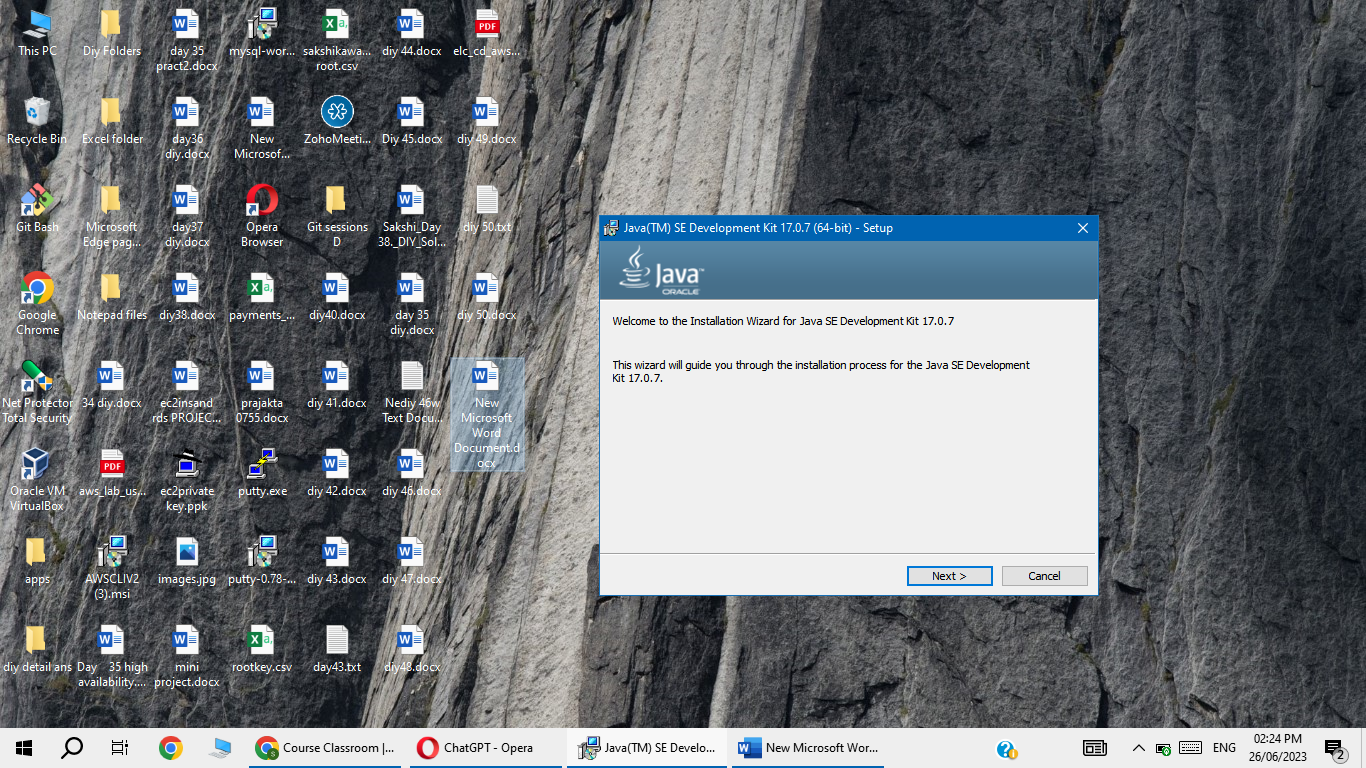 This PC
Diy Folders
day 35
pract2.docx
mysql-wor...
sakshikawa...
root.csv
diy 44.docx
PDF
elc_cd_aws...
Recycle Bin
Excel folder
day36
diy.docx
New
Microsof...
ZohoMeeti...
Diy 45.docx
diy 49.docx
Git Bash
Microsoft
Edge pag...
day37
diy.docx
Opera
Browser
Git sessions
D
Sakshi_Day
38._DIY_Sol...
diy 50.txt
Google
Chrome
Notepad files
diy38.docx
payments_...
diy40.docx
day 35
diy.docx
diy 50.docx
Net Protector
Total Security
34 diy.docx
ec2insand
rds PROJEC...
prajakta
0755.docx
diy 41.docx
Nediy 46w
Text Docu...
New
Microsoft
Word
Document.d
ocx
Oracle VM
VirtualBox
PDF
aws_lab_us...
ec2private
key.ppk
putty.exe
diy 42.docx
diy 46.docx
apps
AWSCLIV2
(3).msi
images.jpg
putty-0.78-...
diy 43.docx
diy 47.docx
diy detail ans
Day    35 high
availability....
mini
project.docx
rootkey.csv
day43.txt
diy48.docx
Java(TM) SE Development Kit 17.0.7 (64-bit) - Setup
Java™
ORACLE
Welcome to the Installation Wizard for Java SE Development Kit 17.0.7
This wizard will guide you through the installation process for the Java SE Development
Kit 17.0.7.
Next >
Cancel
Course Classroom |...
ChatGPT - Opera
Java(TM) SE Develo...
New Microsoft Wor...
ENG
02:24 PM
26/06/2023
2